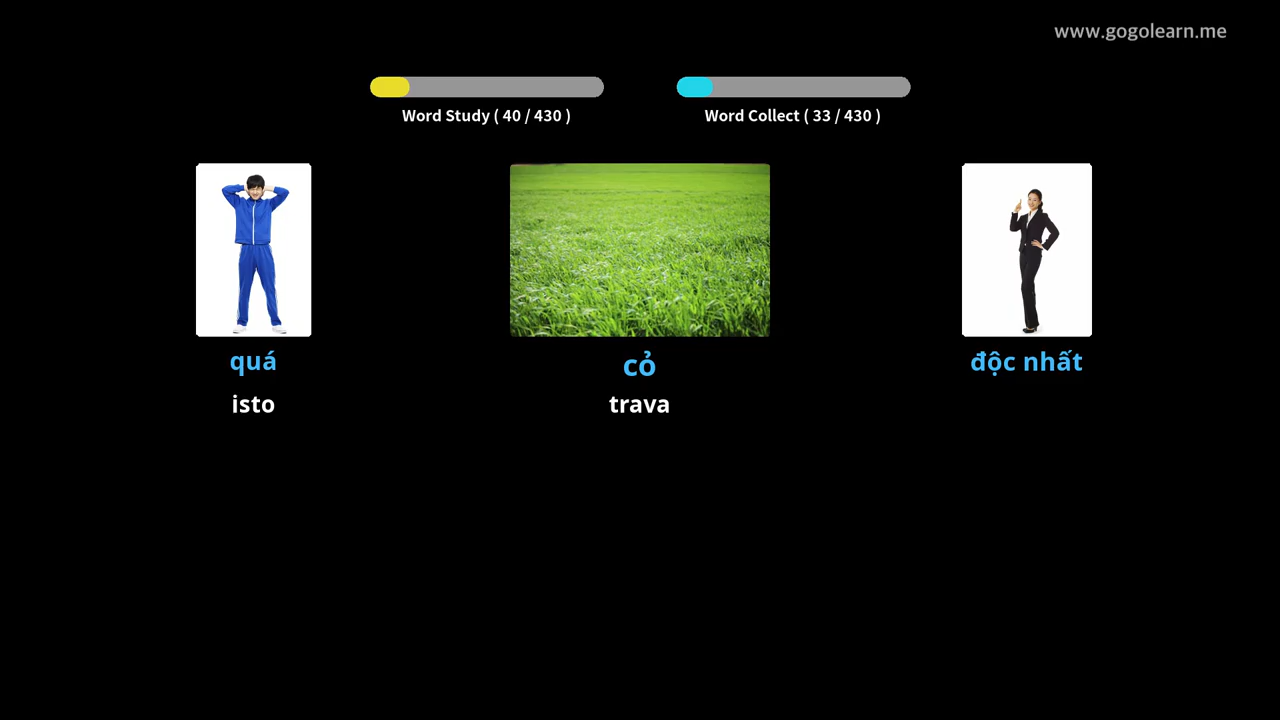 www.gogolearn.me
Word Study ( 40 / 430 )
Word Collect ( 33 / 430 )
quá
isto
cỏ
trava
độc nhất